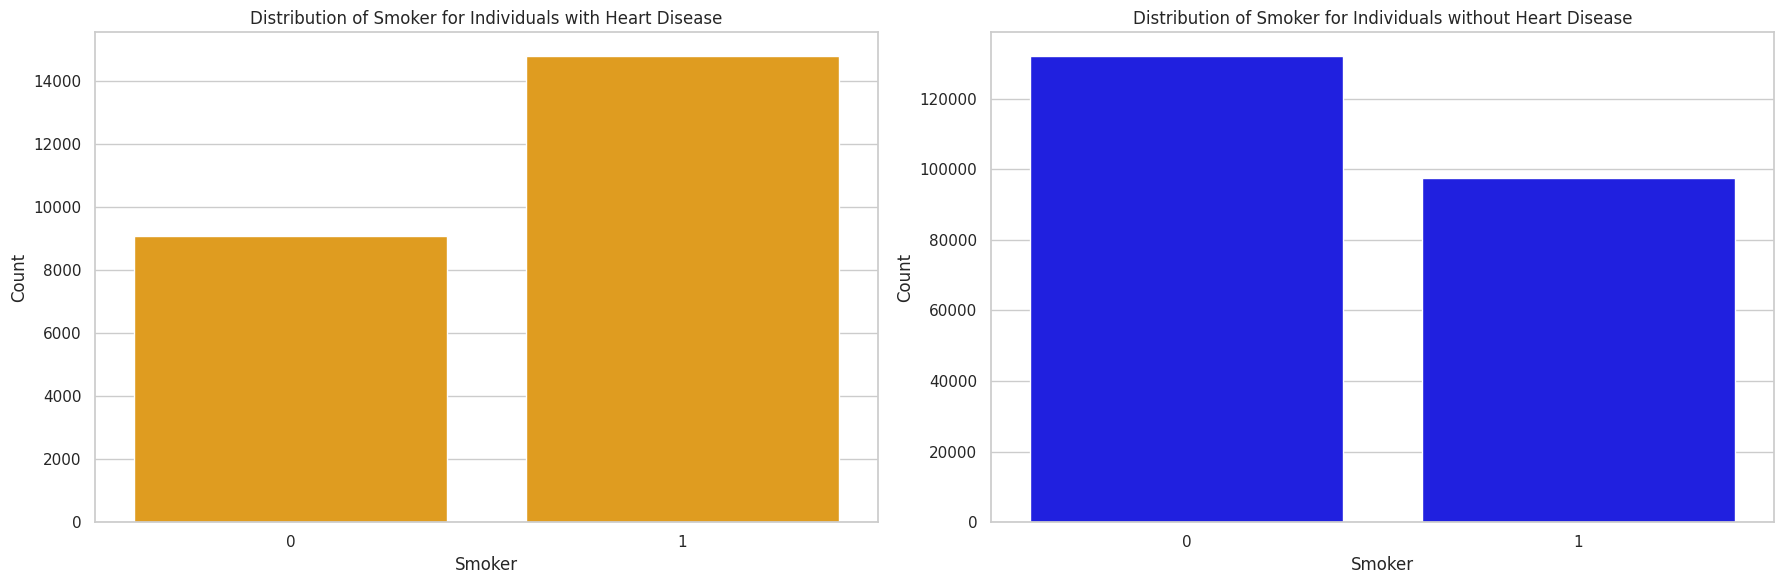 Distribution of Smoker for Individuals with Heart Disease
14000
12000
10000
8000
6000
4000
2000
0
Count
0 1
Smoker
Distribution of Smoker for Individuals without Heart Disease
120000
100000
80000
60000
40000
20000
0
Count
0 1
Smoker